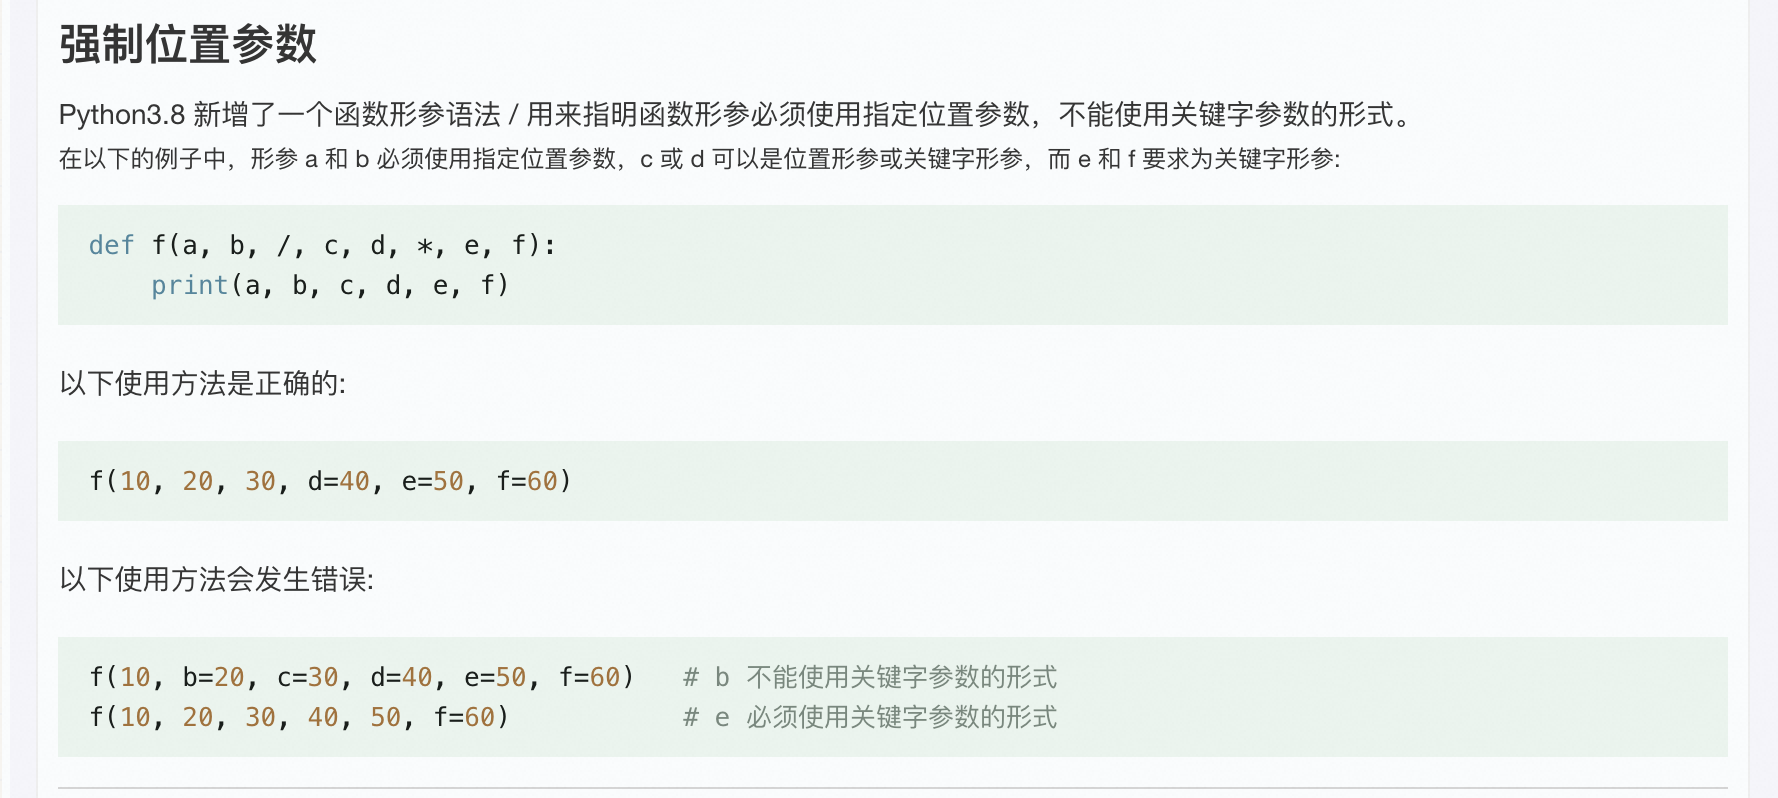 强制位置参数
Python3.8 新增了一个函数形参语法 / 用来指明函数形参必须使用指定位置参数，不能使用关键字参数的形式。
在以下的例子中，形参 a 和 b 必须使用指定位置参数，c 或 d 可以是位置形参或关键字形参，而 e 和 f 要求为关键字形参:
def f(a, b, /, c, d, *, e, f):
    print(a, b, c, d, e, f)
以下使用方法是正确的:
f(10, 20, 30, d=40, e=50, f=60)
以下使用方法会发生错误:
f(10, b=20, c=30, d=40, e=50, f=60)   # b 不能使用关键字参数的形式
f(10, 20, 30, 40, 50, f=60)           # e 必须使用关键字参数的形式